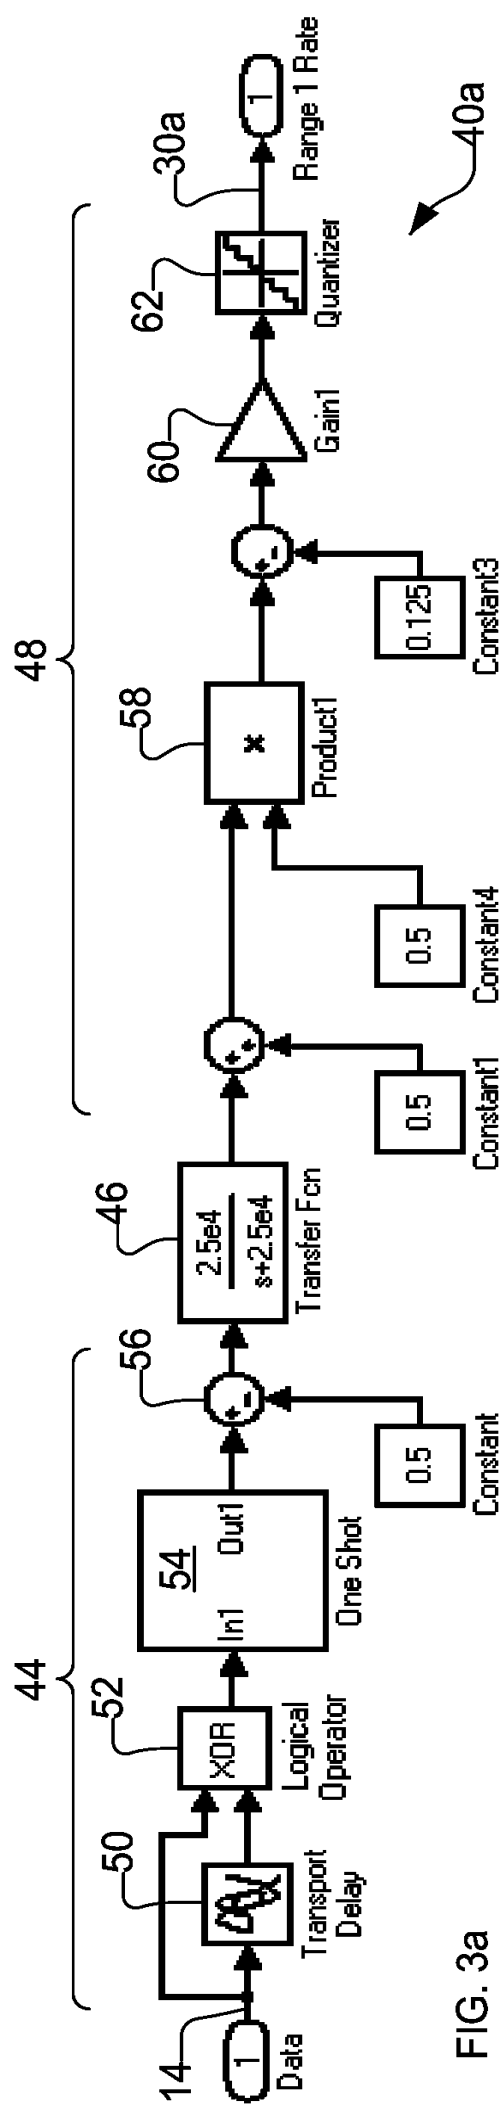 44
48
14
50
52
54
56
46
58
60
62
30a
1
Data
Transport
Delay
XOR
Logical
Operator
In1
Out1
One Shot
+
-
0.5
Constant
2.5e4
s+2.5e4
Transfer Fcn
+
+
0.5
Constant1
0.5
Constant4
x
Product1
+
-
0.125
Constant3
Gain1
Quantizer
1
Range 1 Rate
40a
FIG. 3a